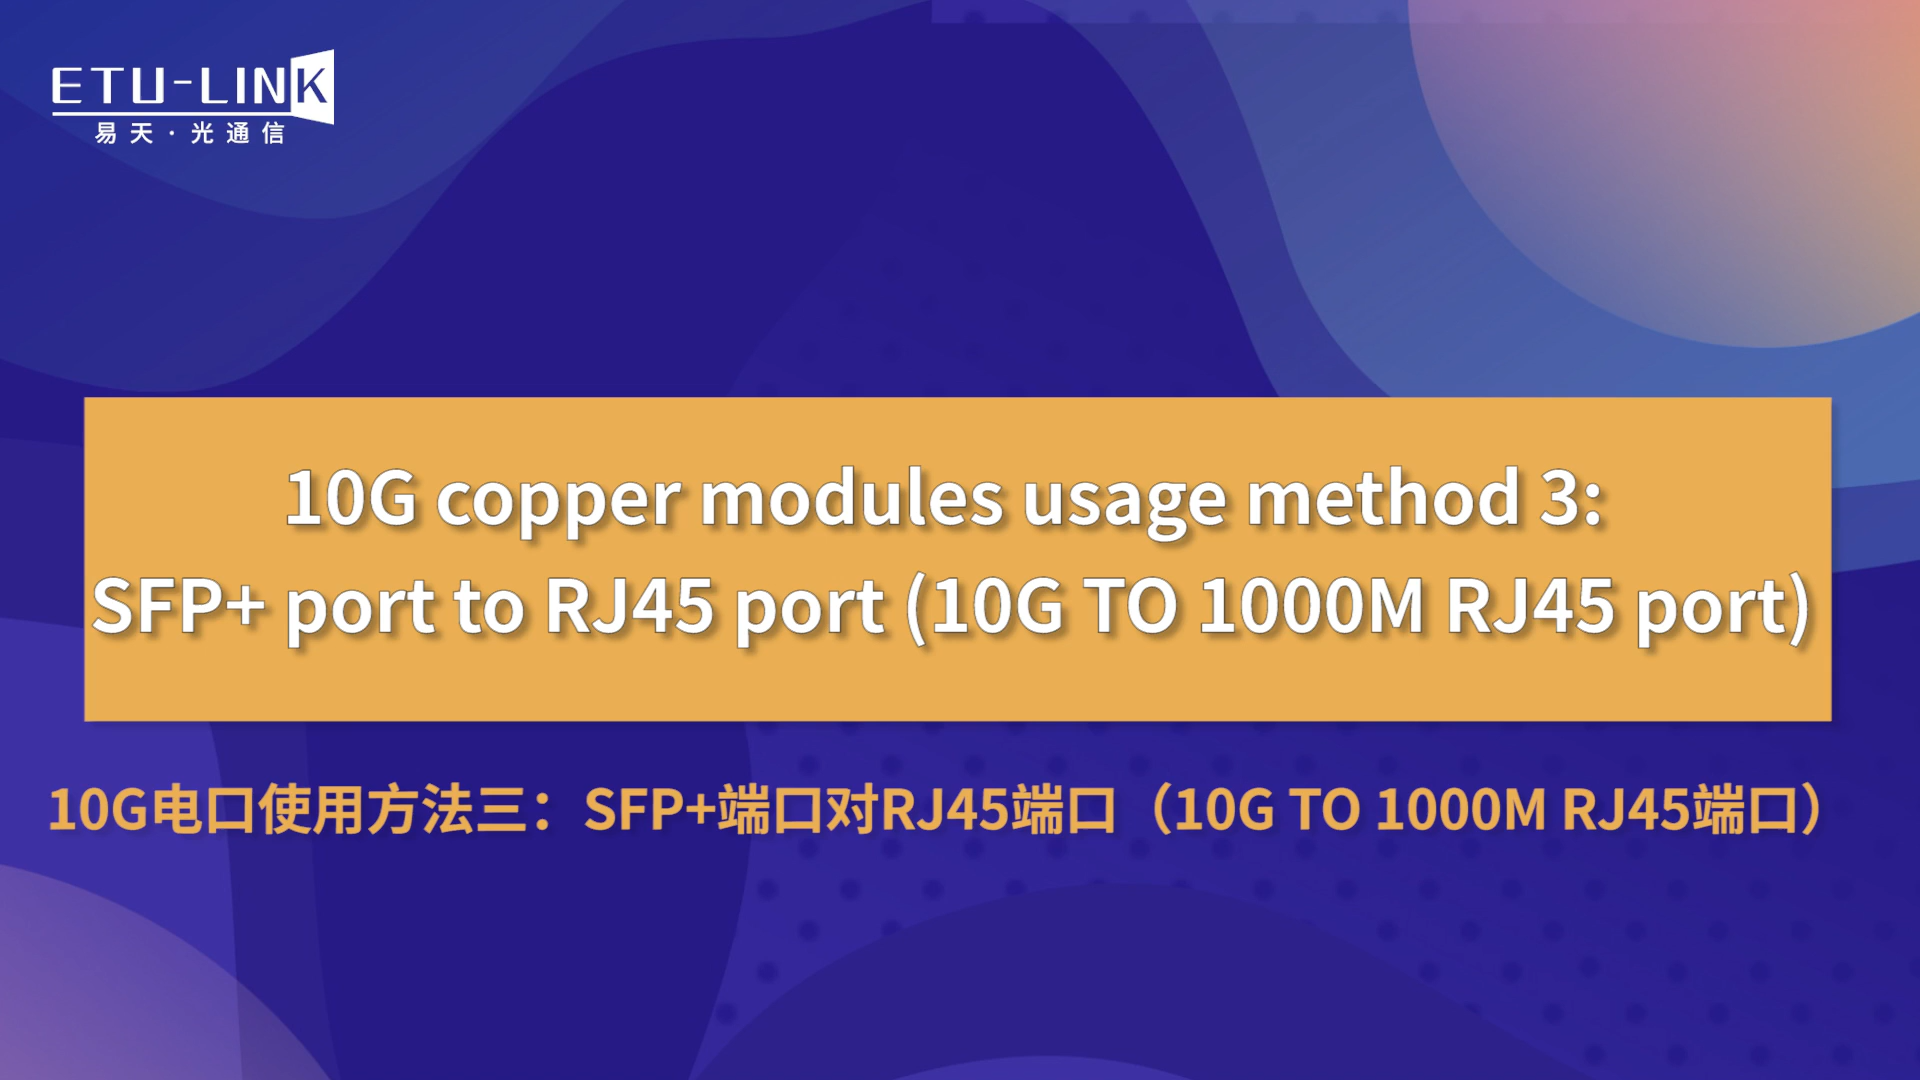 ETU-LINK
易天·光通信
10G copper modules usage method 3:
SFP+ port to RJ45 port (10G TO 1000M RJ45 port)
10G电口使用方法三：SFP+端口对RJ45端口（10G TO 1000M RJ45端口）